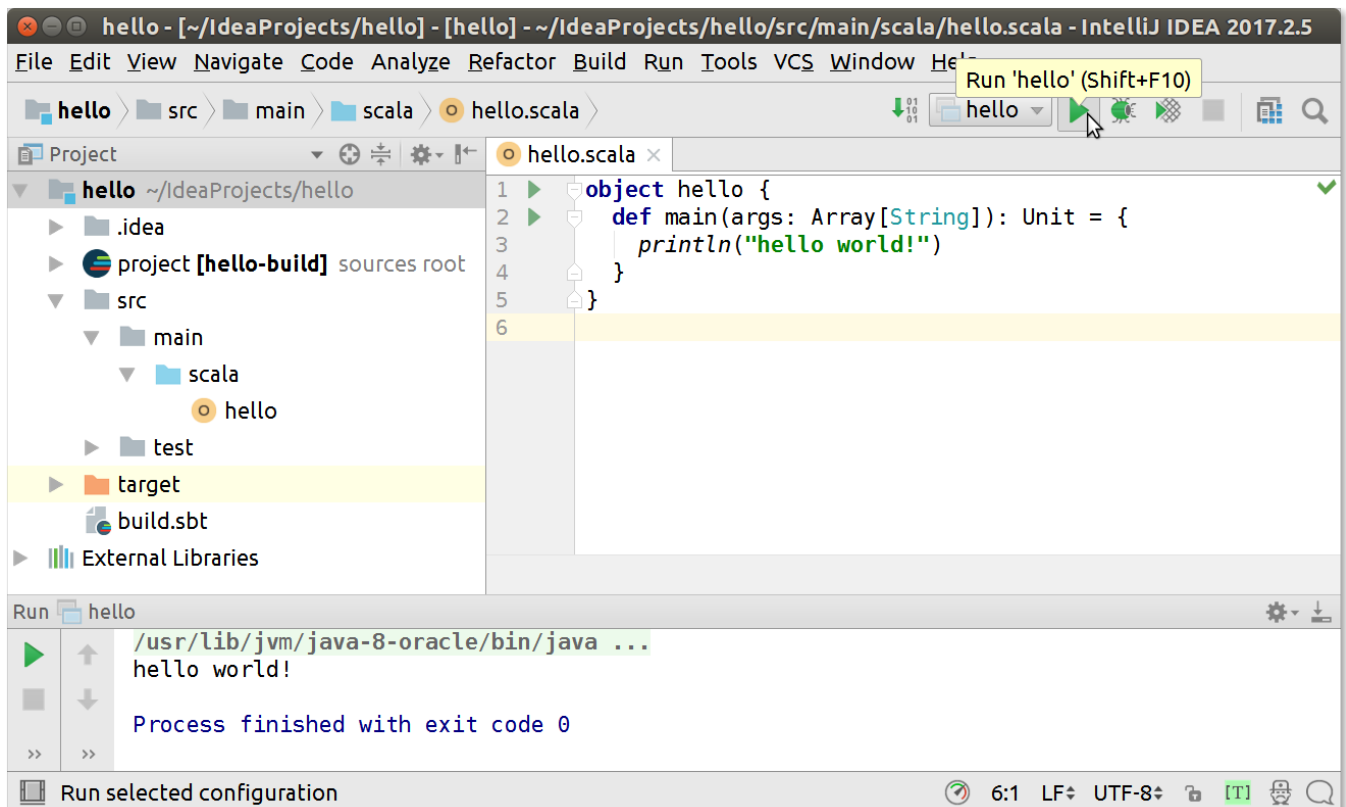 hello - [~/IdeaProjects/hello] - [hello] - ~/IdeaProjects/hello/src/main/scala/hello.scala - IntelliJ IDEA 2017.2.5
File Edit View Navigate Code Analyze Refactor Build Run Tools VCS Window
Run 'hello' (Shift+F10)
hello src main scala hello.scala hello
Project
hello.scala
hello ~/IdeaProjects/hello
.idea
project [hello-build] sources root
src
main
scala
hello
test
target
build.sbt
External Libraries
1 object hello {
2   def main(args: Array[String]): Unit = {
3     println("hello world!")
4   }
5 }
6
Run hello
/usr/lib/jvm/java-8-oracle/bin/java ...
hello world!
Process finished with exit code 0
Run selected configuration 6:1 LF UTF-8 [T]